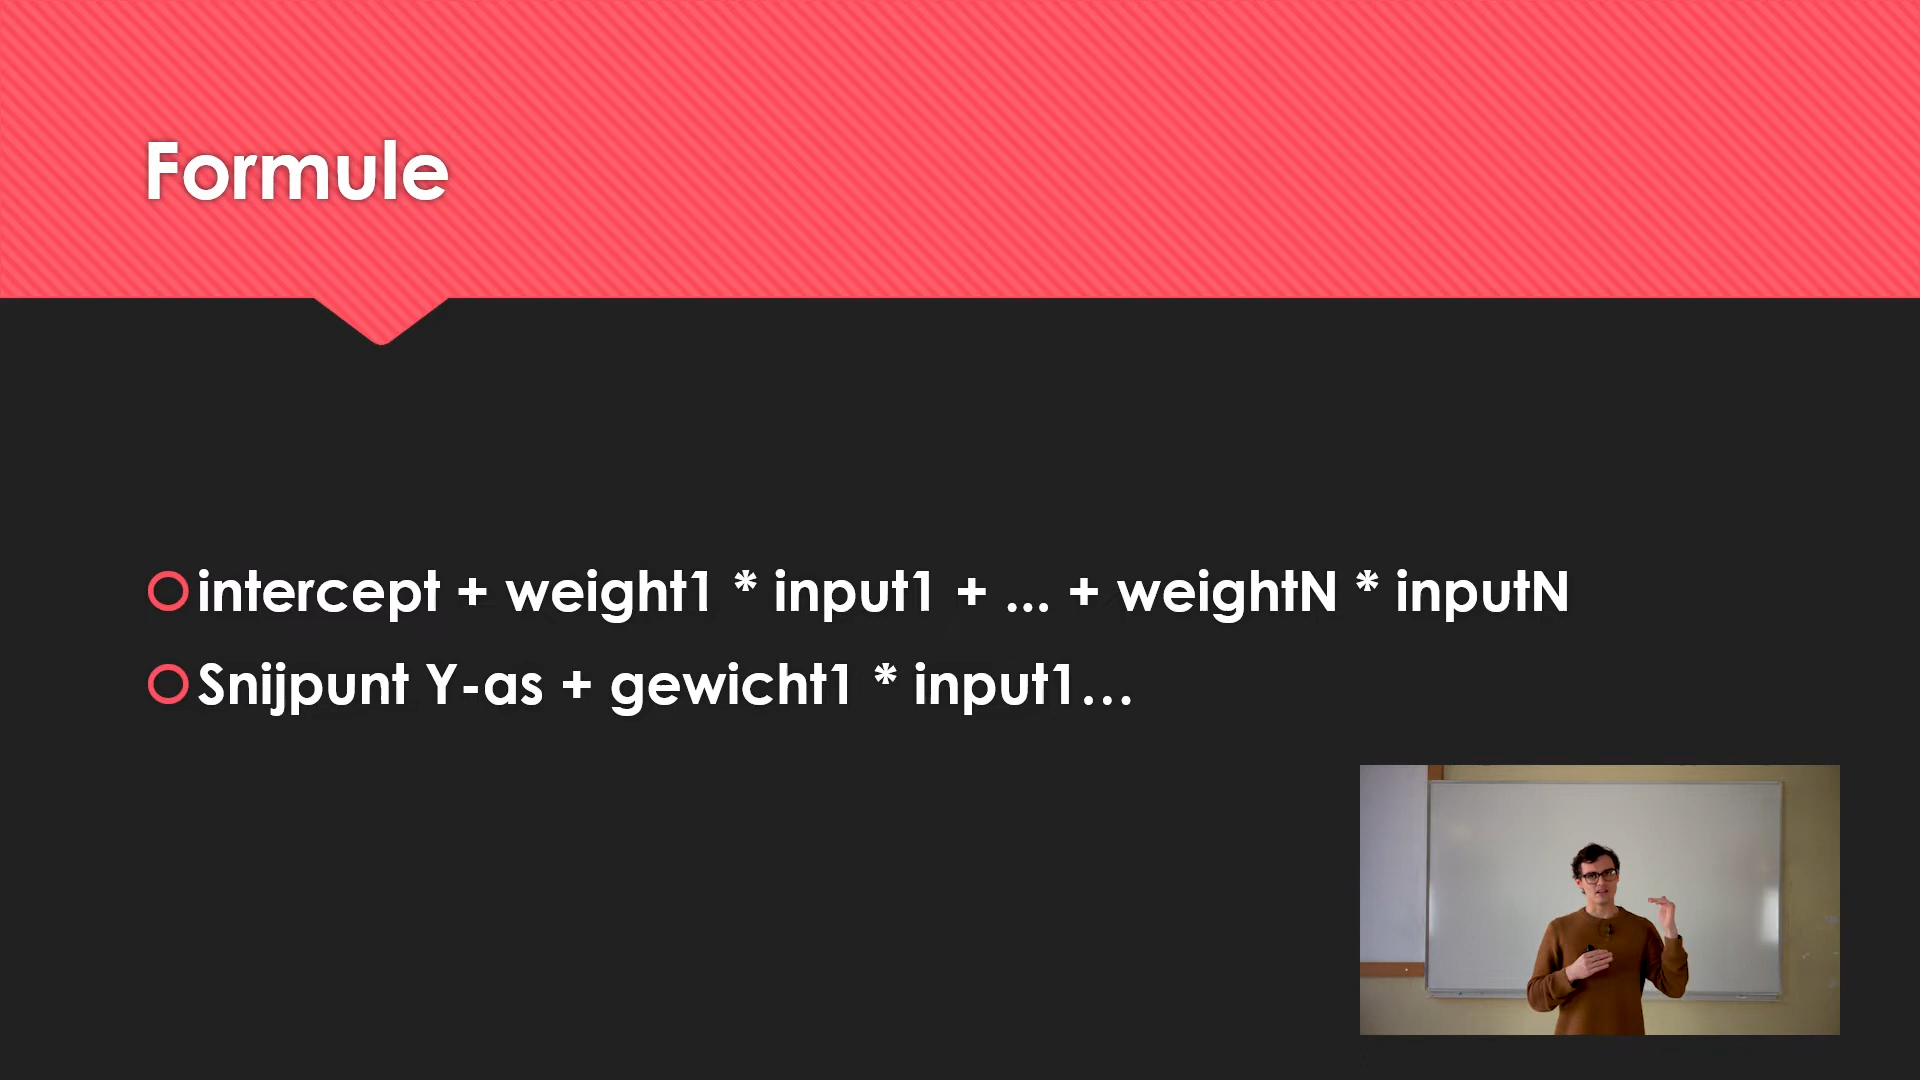 Formule
intercept + weight1 * input1 + ... + weightN * inputN
Snijpunt Y-as + gewicht1 * input1…